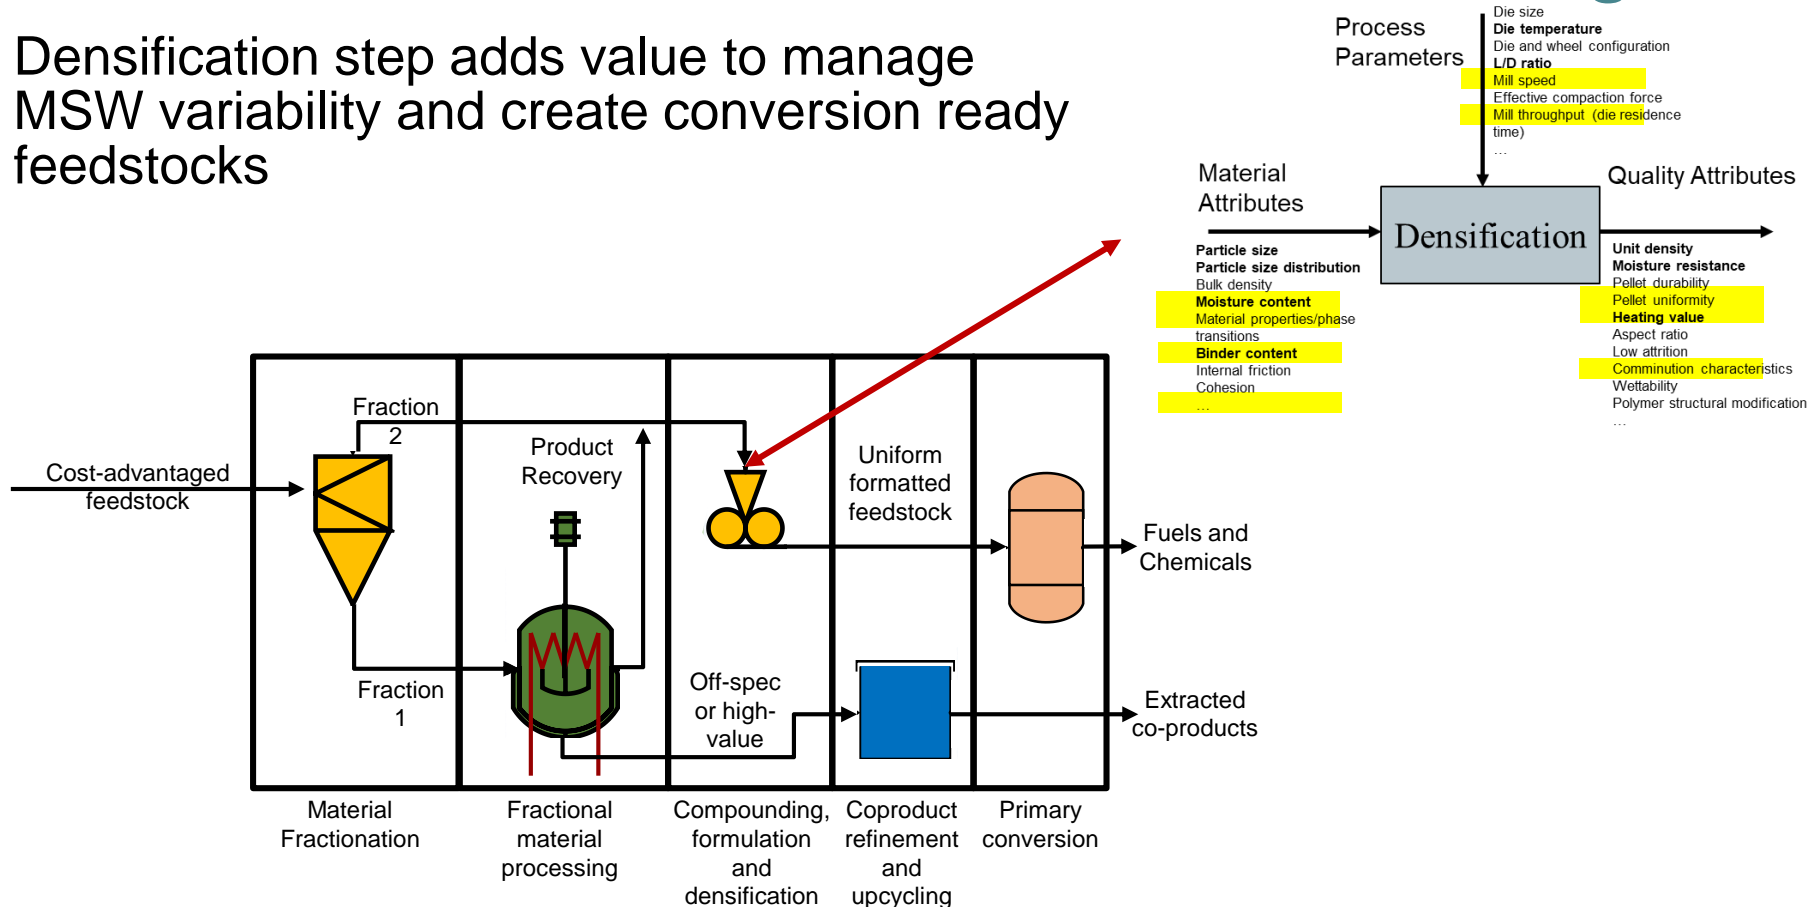 Densification step adds value to manage
MSW variability and create conversion ready
feedstocks
Process
Parameters
Die size
Die temperature
Die and wheel configuration
L/D ratio
Mill speed
Effective compaction force
Mill throughput (die residence
time)
…
Material
Attributes
Particle size
Particle size distribution
Bulk density
Moisture content
Material properties/phase
transitions
Binder content
Internal friction
Cohesion
…
Densification
Quality Attributes
Unit density
Moisture resistance
Pellet durability
Pellet uniformity
Heating value
Aspect ratio
Low attrition
Comminution characteristics
Wettability
Polymer structural modification
…
Cost-advantaged
feedstock
Fraction
2
Fraction
1
Product
Recovery
Uniform
formatted
feedstock
Off-spec
or high-
value
Fuels and
Chemicals
Extracted
co-products
Material
Fractionation
Fractional
material
processing
Compounding,
formulation
and
densification
Coproduct
refinement
and
upcycling
Primary
conversion